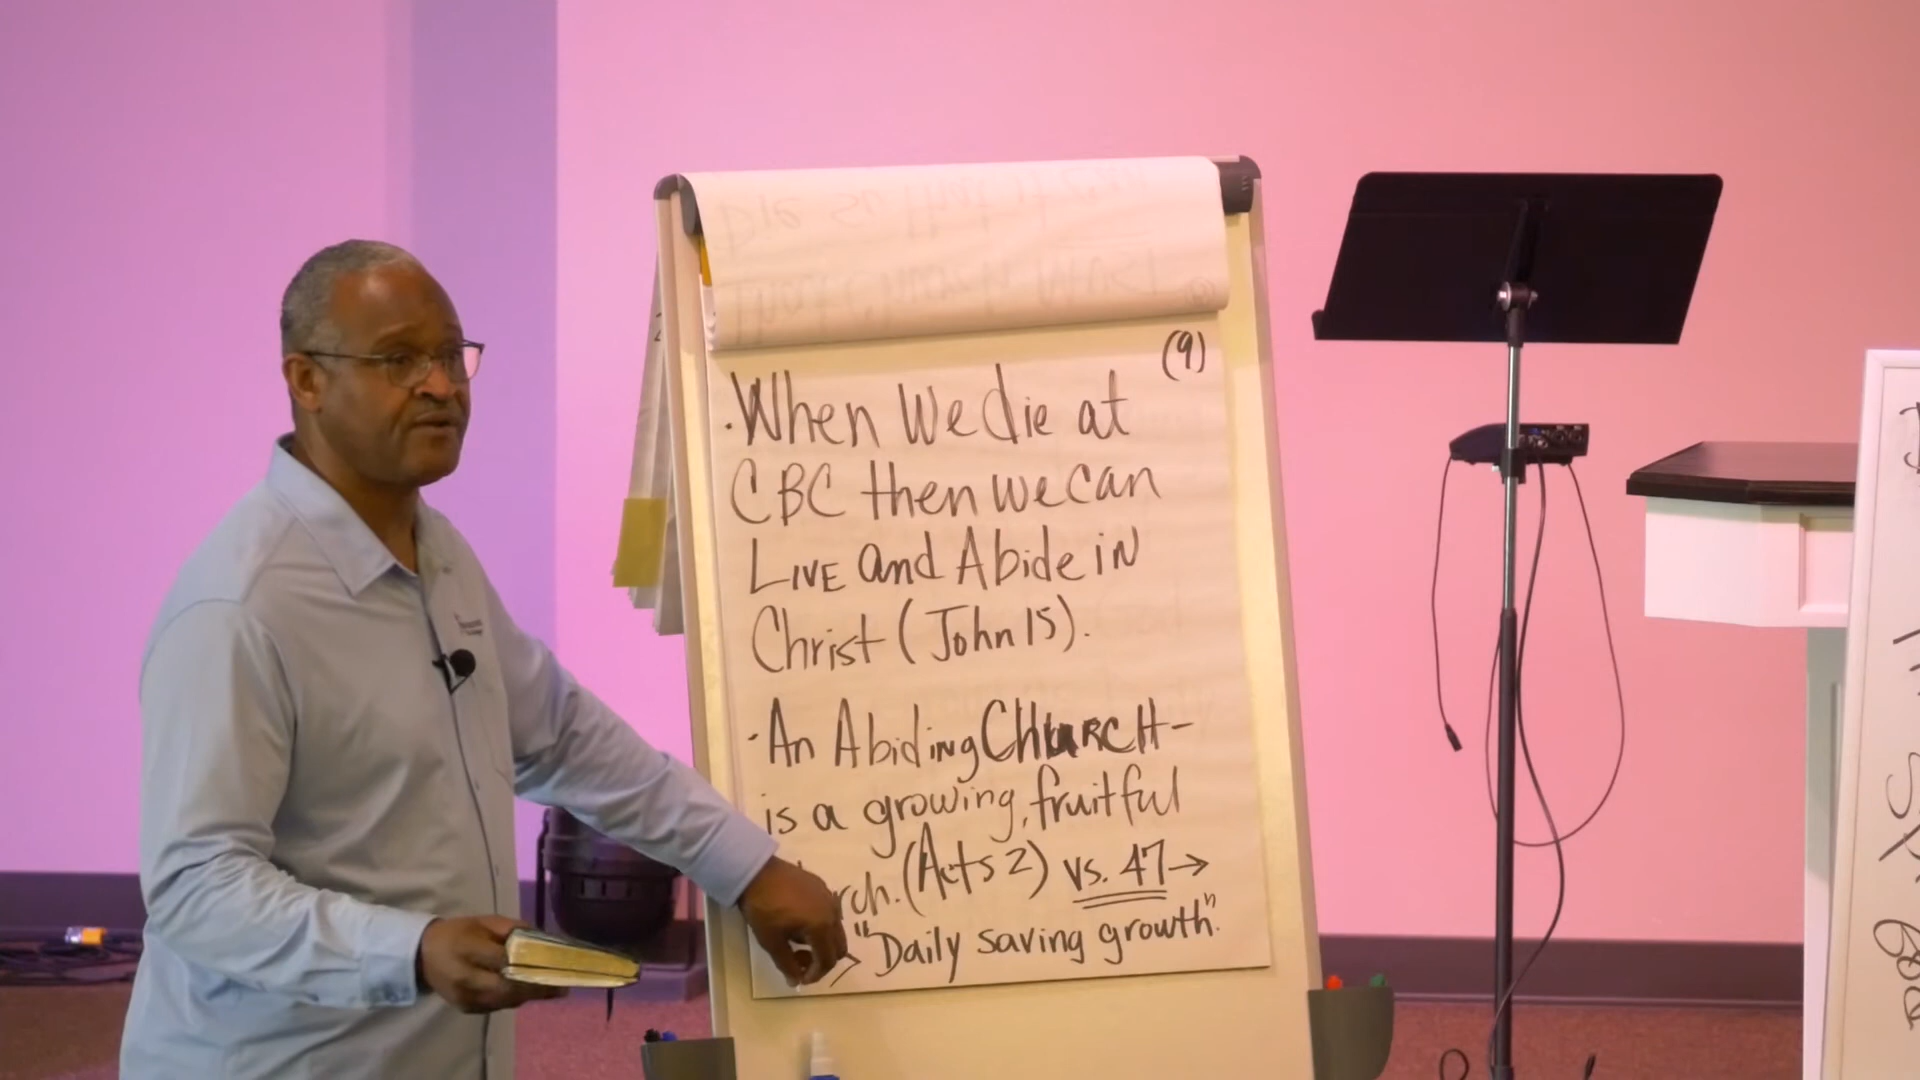 (9)
·When We die at
CBC then we can
Live and Abide in
Christ (John 15).
·An Abiding CHURCH-
is a growing, fruitful
rch. (Acts 2) vs. 47→
"Daily saving growth."